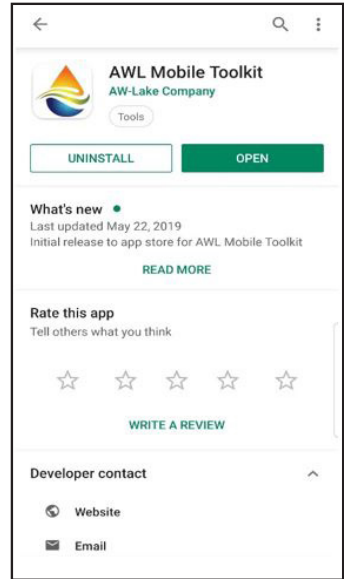 AWL Mobile Toolkit
AW-Lake Company
Tools
UNINSTALL
OPEN
What's new
Last updated May 22, 2019
Initial release to app store for AWL Mobile Toolkit
READ MORE
Rate this app
Tell others what you think
WRITE A REVIEW
Developer contact
Website
Email